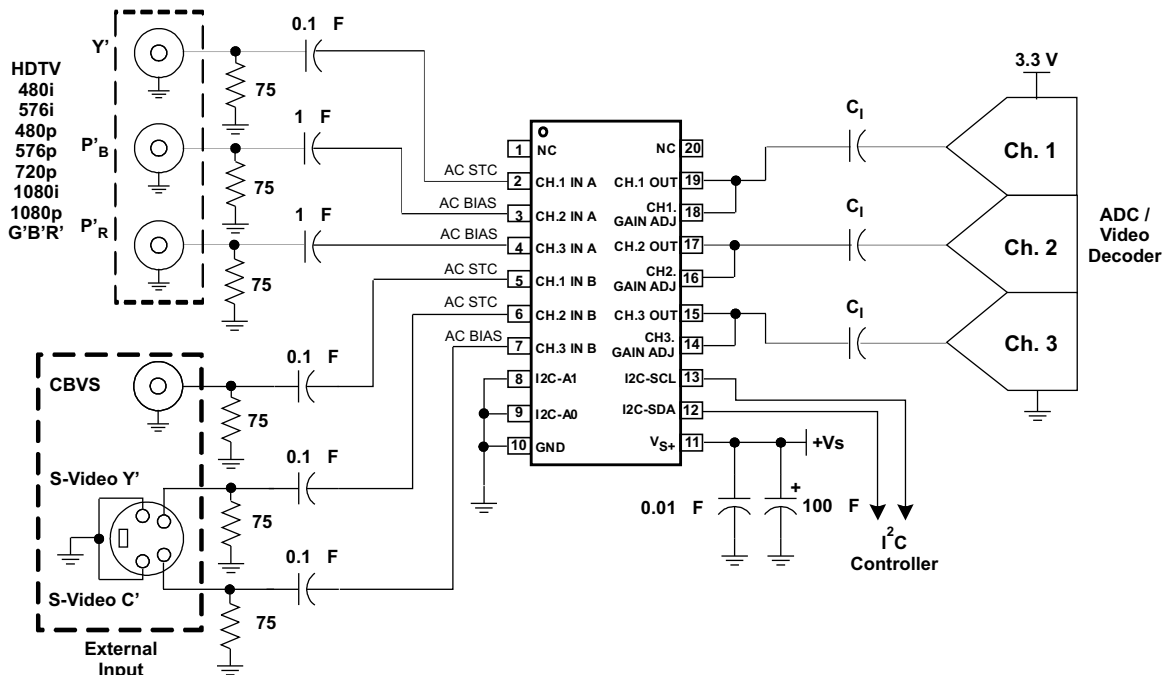 HDTV
480i
576i
480p
576p
720p
1080i
1080p
G'B'R'
Y'
P'B
P'R
0.1 F
75
1 F
75
1 F
75
AC STC
AC BIAS
AC BIAS
AC STC
AC STC
AC BIAS
CBVS
S-Video Y'
S-Video C'
External
Input
0.1 F
75
0.1 F
75
0.1 F
75
1 NC
2 CH.1 IN A
3 CH.2 IN A
4 CH.3 IN A
5 CH.1 IN B
6 CH.2 IN B
7 CH.3 IN B
8 I2C-A1
9 I2C-A0
10 GND
NC 20
CH.1 OUT 19
CH1.
GAIN ADJ 18
CH.2 OUT 17
CH2.
GAIN ADJ 16
CH.3 OUT 15
CH3.
GAIN ADJ 14
I2C-SCL 13
I2C-SDA 12
VS+ 11
CI
CI
CI
3.3 V
Ch. 1
Ch. 2
Ch. 3
ADC /
Video
Decoder
+Vs
0.01 F
+
100 F
I2C
Controller